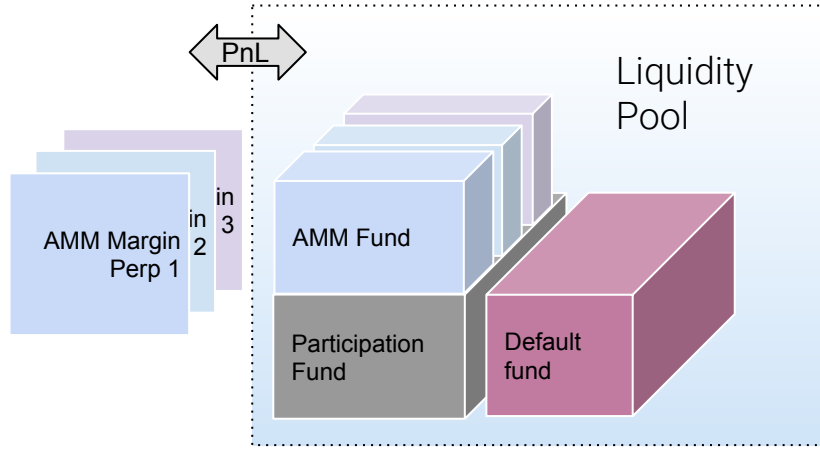 PnL
Liquidity
Pool
in
3
in
2
AMM Margin
Perp 1
AMM Fund
Participation
Fund
Default
fund